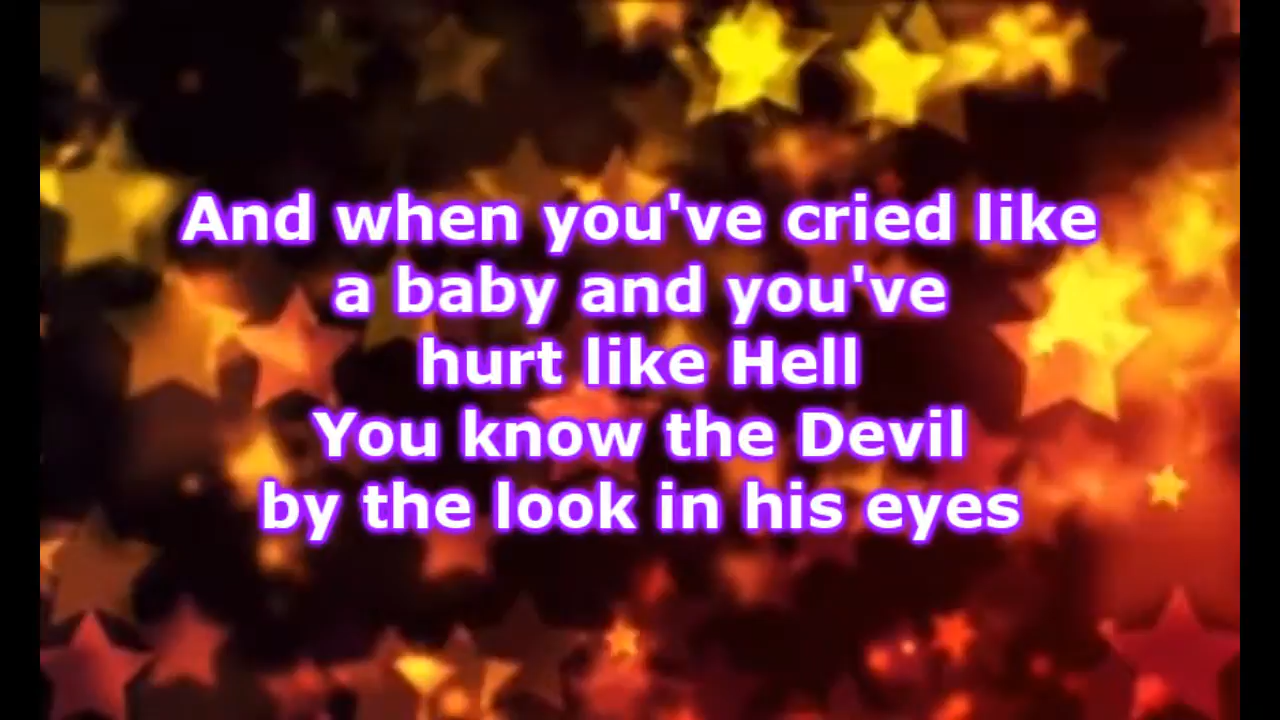 And when you've cried like
a baby and you've
hurt like Hell
You know the Devil
by the look in his eyes